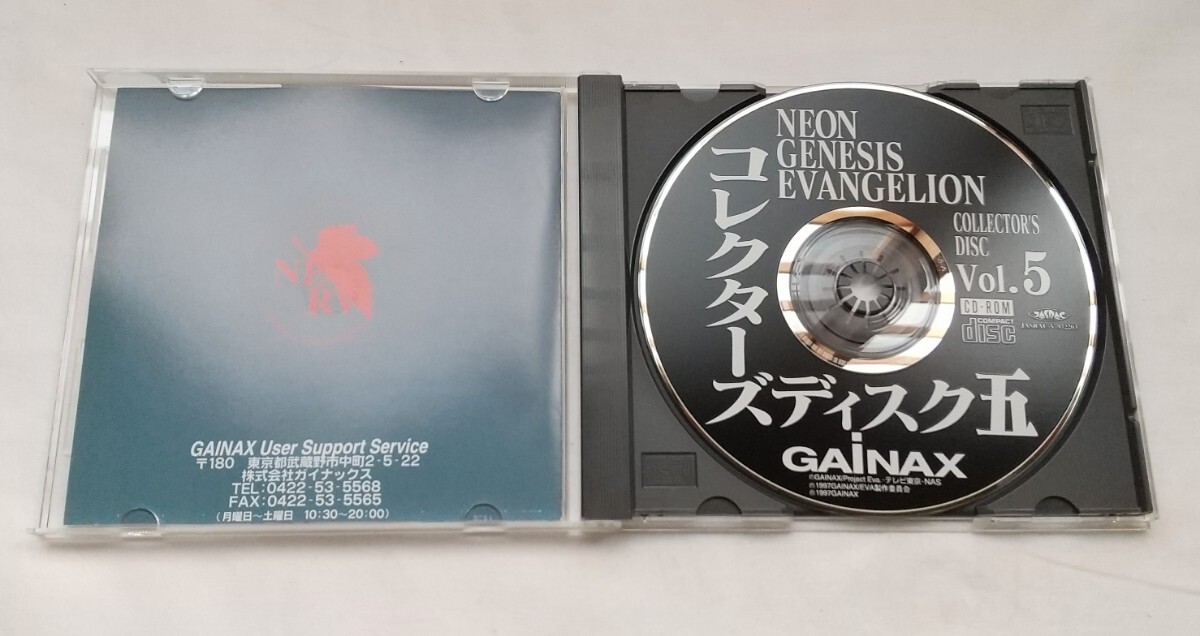 GAINAX User Support Service
〒180 東京都武蔵野市中町2-5-22
株式会社ガイナックス
TEL:0422-53-5568
FAX:0422-53-5565
(月曜日〜土曜日 10:30〜20:00)
NEON
GENESIS
EVANGELION
コレクターズディスク五
COLLECTOR'S
DISC
Vol.5
CD-ROM
COMPACT
disc
GAiNAX
©GAINAX/Project Eva.・テレビ東京・NAS
©1997GAINAX/EVA製作委員会
℗1997GAINAX